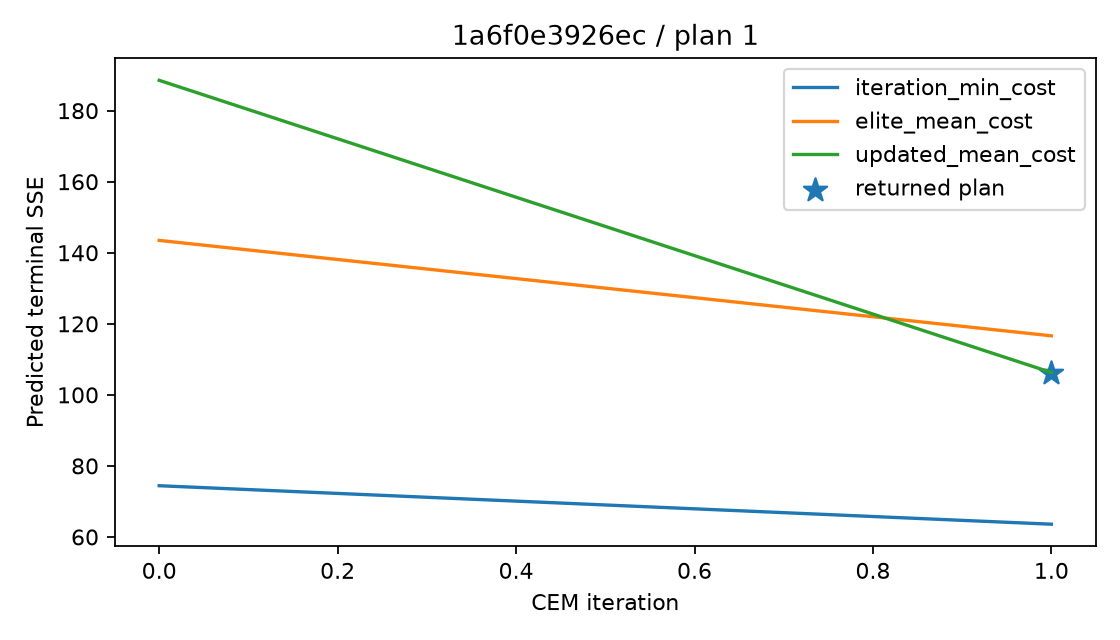 1a6f0e3926ec / plan 1
iteration_min_cost
elite_mean_cost
updated_mean_cost
returned plan
Predicted terminal SSE
180
160
140
120
100
80
60
0.0 0.2 0.4 0.6 0.8 1.0
CEM iteration